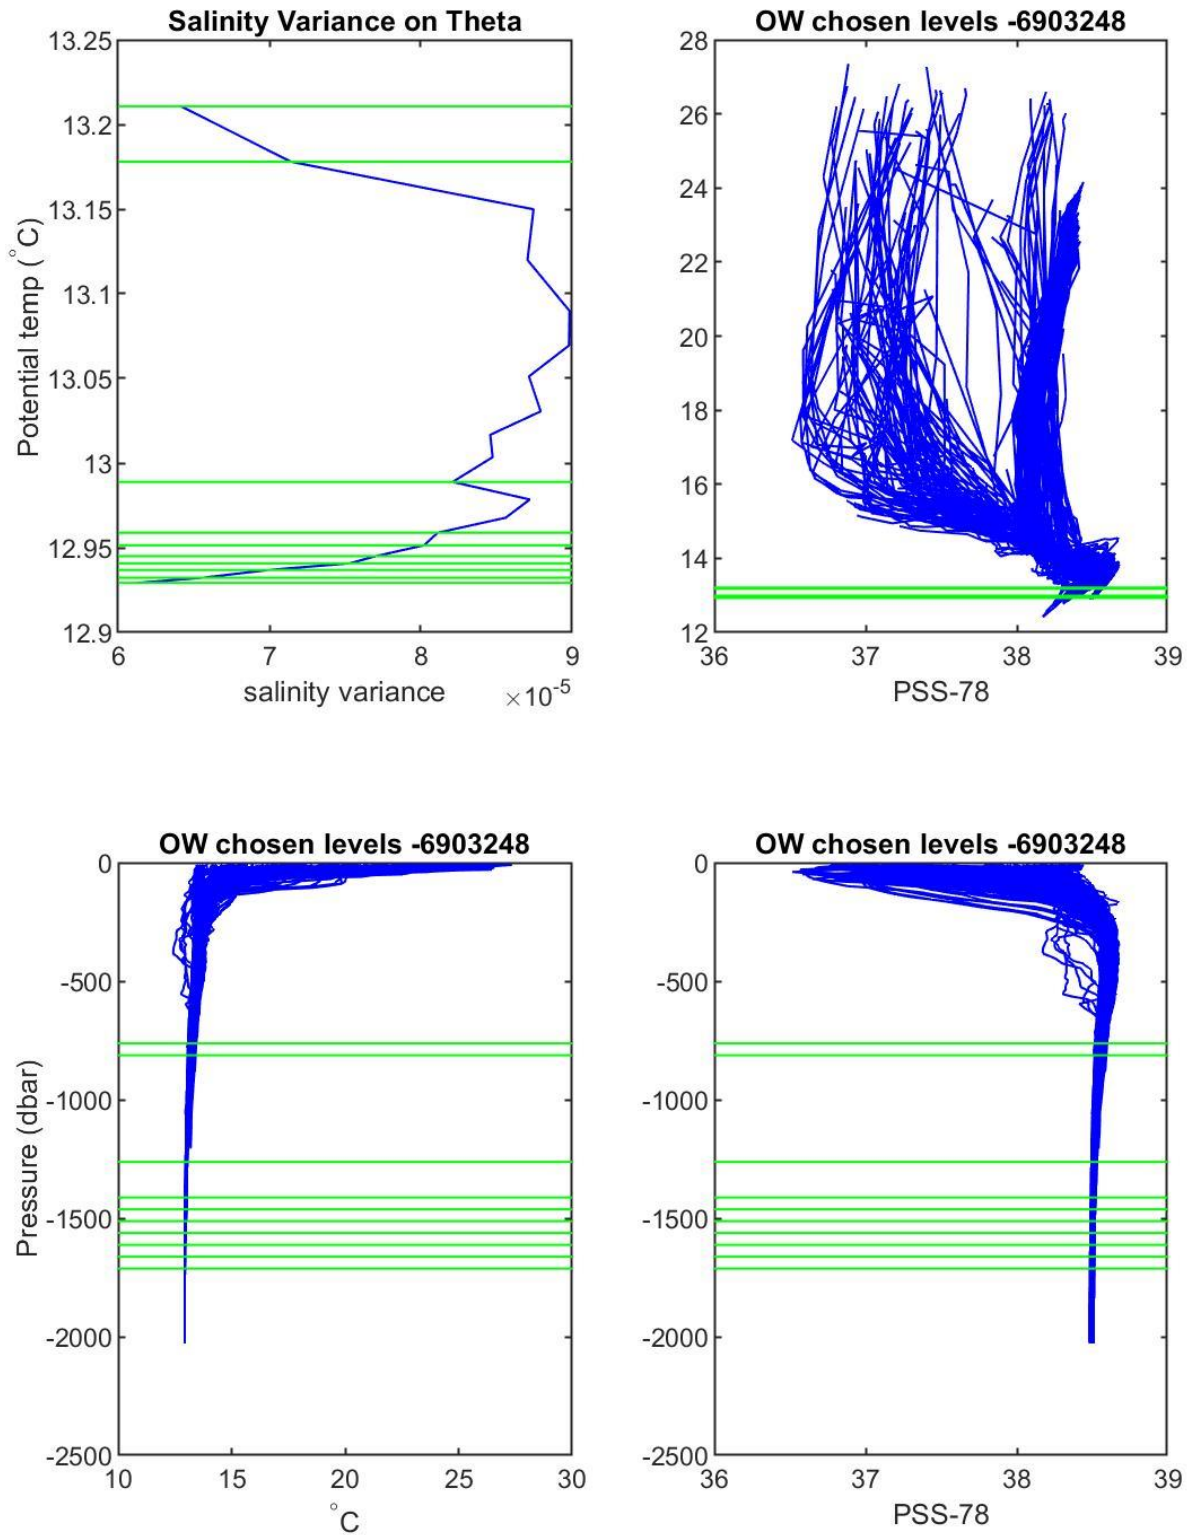 Salinity Variance on Theta
13.25
13.2
13.15
13.1
13.05
13
12.95
12.9
Potential temp (°C)
6 7 8 9
salinity variance ×10-5
OW chosen levels -6903248
28
26
24
22
20
18
16
14
12
36 37 38 39
PSS-78
OW chosen levels -6903248
0
-500
-1000
-1500
-2000
-2500
Pressure (dbar)
10 15 20 25 30
°C
OW chosen levels -6903248
0
-500
-1000
-1500
-2000
-2500
36 37 38 39
PSS-78